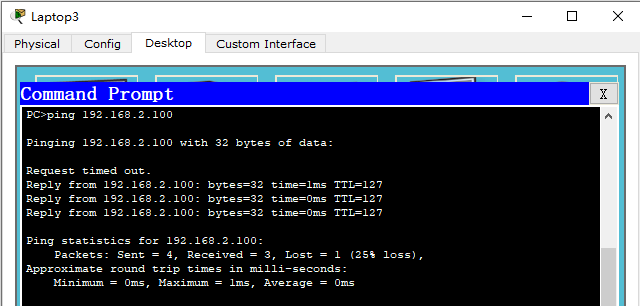 Laptop3
Physical Config Desktop Custom Interface
Command Prompt X
PC>ping 192.168.2.100
Pinging 192.168.2.100 with 32 bytes of data:
Request timed out.
Reply from 192.168.2.100: bytes=32 time=1ms TTL=127
Reply from 192.168.2.100: bytes=32 time=0ms TTL=127
Reply from 192.168.2.100: bytes=32 time=0ms TTL=127
Ping statistics for 192.168.2.100:
Packets: Sent = 4, Received = 3, Lost = 1 (25% loss),
Approximate round trip times in milli-seconds:
Minimum = 0ms, Maximum = 1ms, Average = 0ms